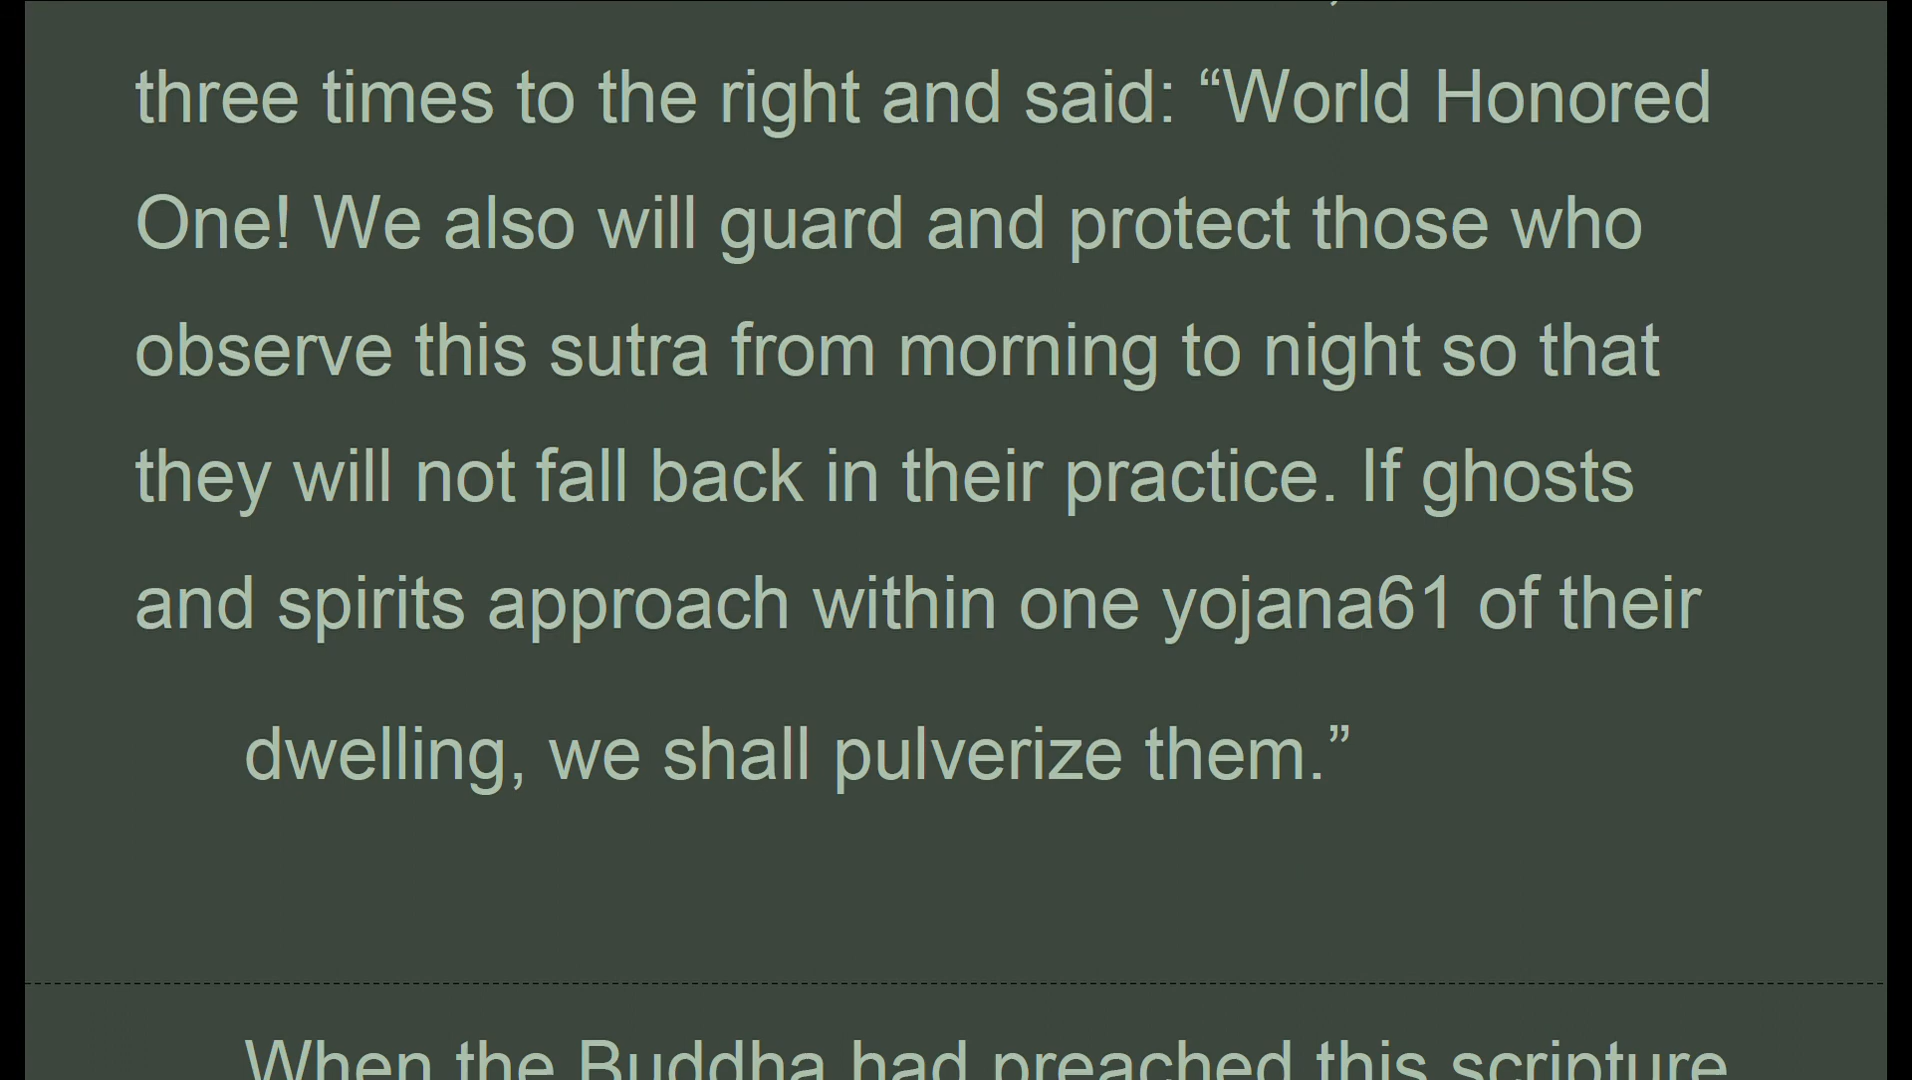 three times to the right and said: “World Honored
One! We also will guard and protect those who
observe this sutra from morning to night so that
they will not fall back in their practice. If ghosts
and spirits approach within one yojana61 of their
dwelling, we shall pulverize them.”
When the Buddha had preached this scripture